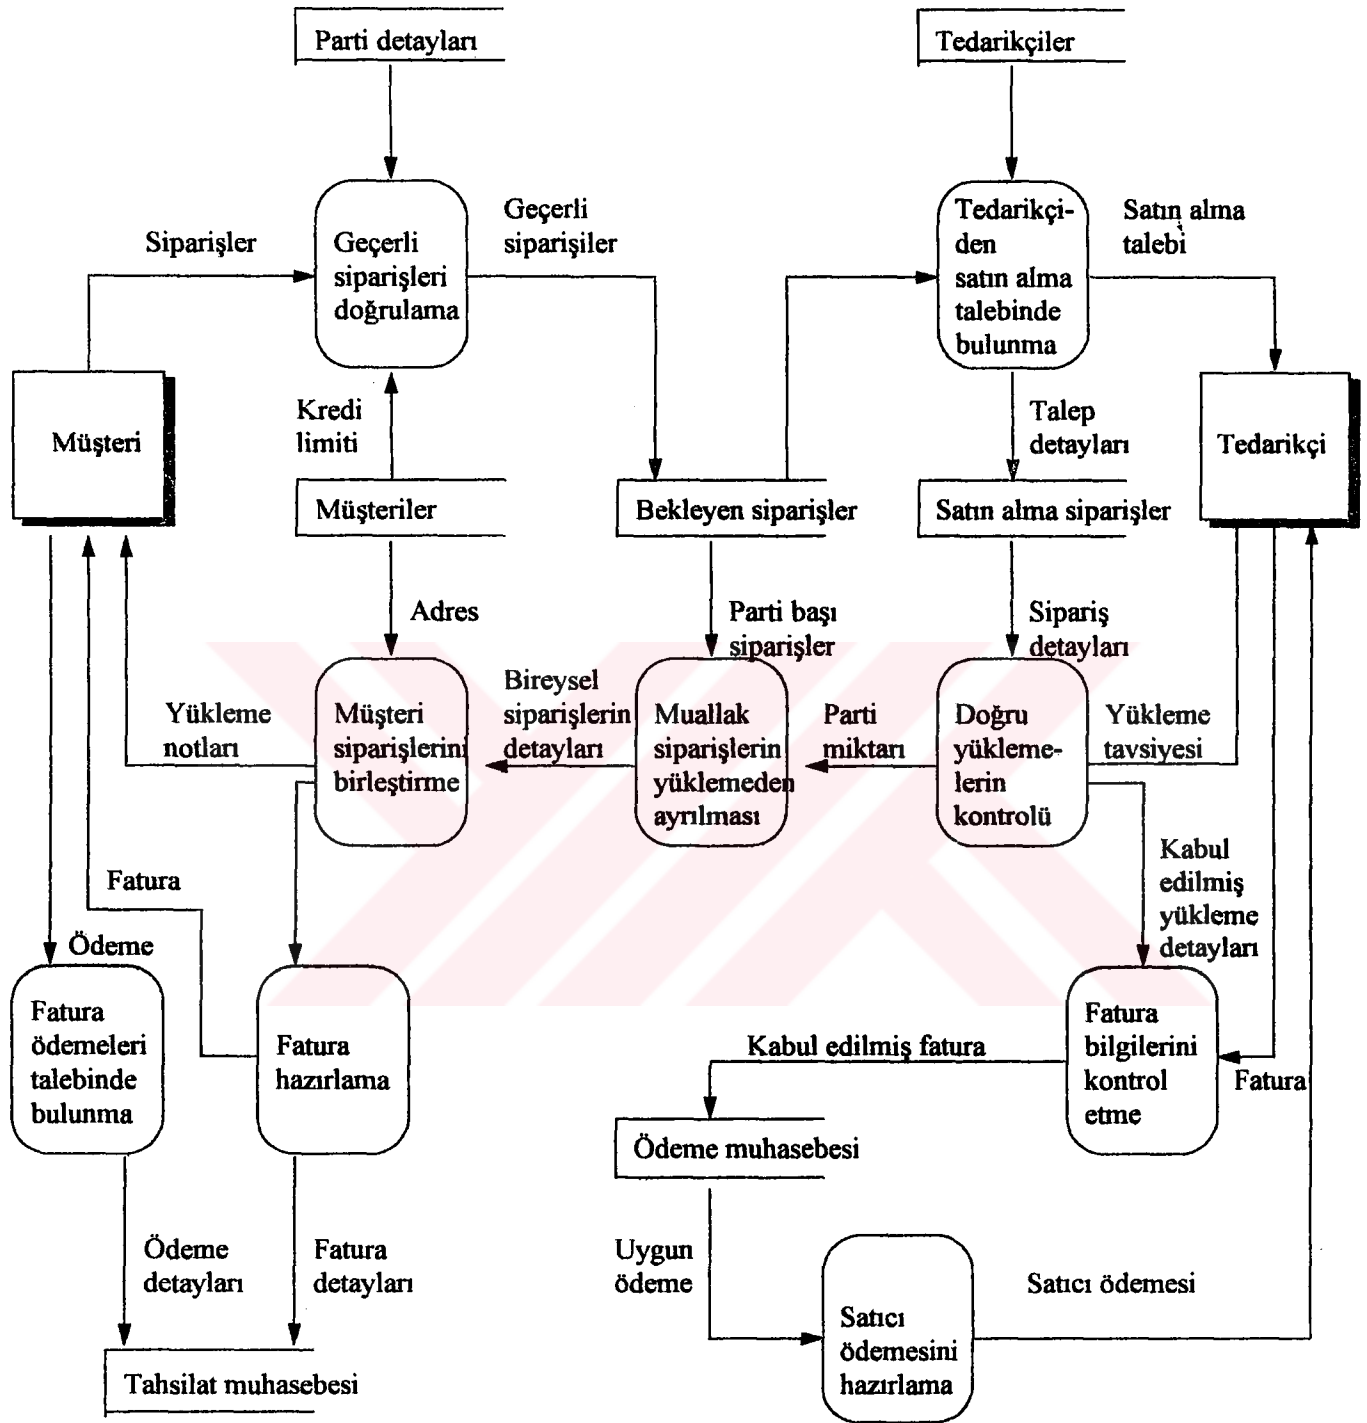 Parti detayları
Tedarikçiler
Siparişler
Geçerli
siparişleri
doğrulama
Geçerli
siparişiler
Tedarikçi-
den
satın alma
talebinde
bulunma
Satın alma
talebi
Müşteri
Kredi
limiti
Talep
detayları
Tedarikçi
Müşteriler
Bekleyen siparişler
Satın alma siparişler
Adres
Parti başı
siparişler
Sipariş
detayları
Yükleme
notları
Müşteri
siparişlerini
birleştirme
Bireysel
siparişlerin
detayları
Muallak
siparişlerin
yüklemeden
ayrılması
Parti
miktarı
Doğru
yükleme-
lerin
kontrolü
Yükleme
tavsiyesi
Fatura
Kabul
edilmiş
yükleme
detayları
Ödeme
Fatura
ödemeleri
talebinde
bulunma
Fatura
hazırlama
Kabul edilmiş fatura
Fatura
bilgilerini
kontrol
etme
Fatura
Ödeme muhasebesi
Ödeme
detayları
Fatura
detayları
Uygun
ödeme
Satıcı
ödemesini
hazırlama
Satıcı ödemesi
Tahsilat muhasebesi